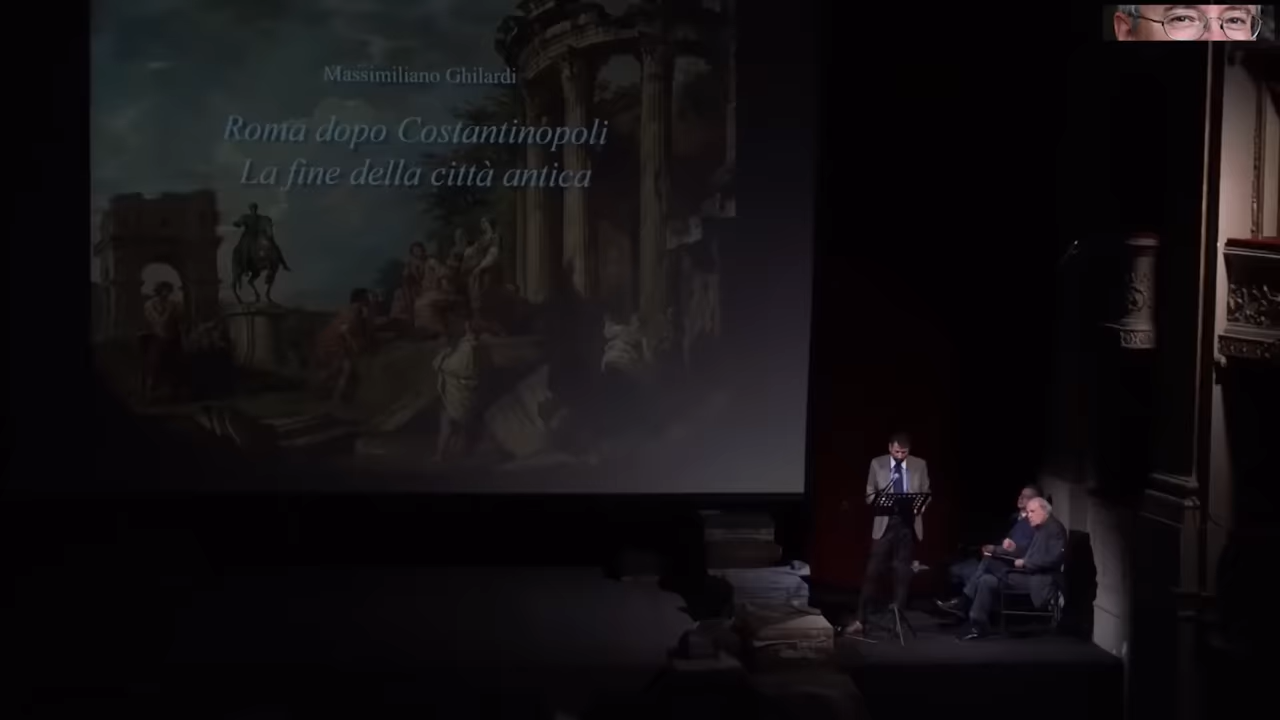 Massimiliano Ghilardi
Roma dopo Costantinopoli
La fine della città antica